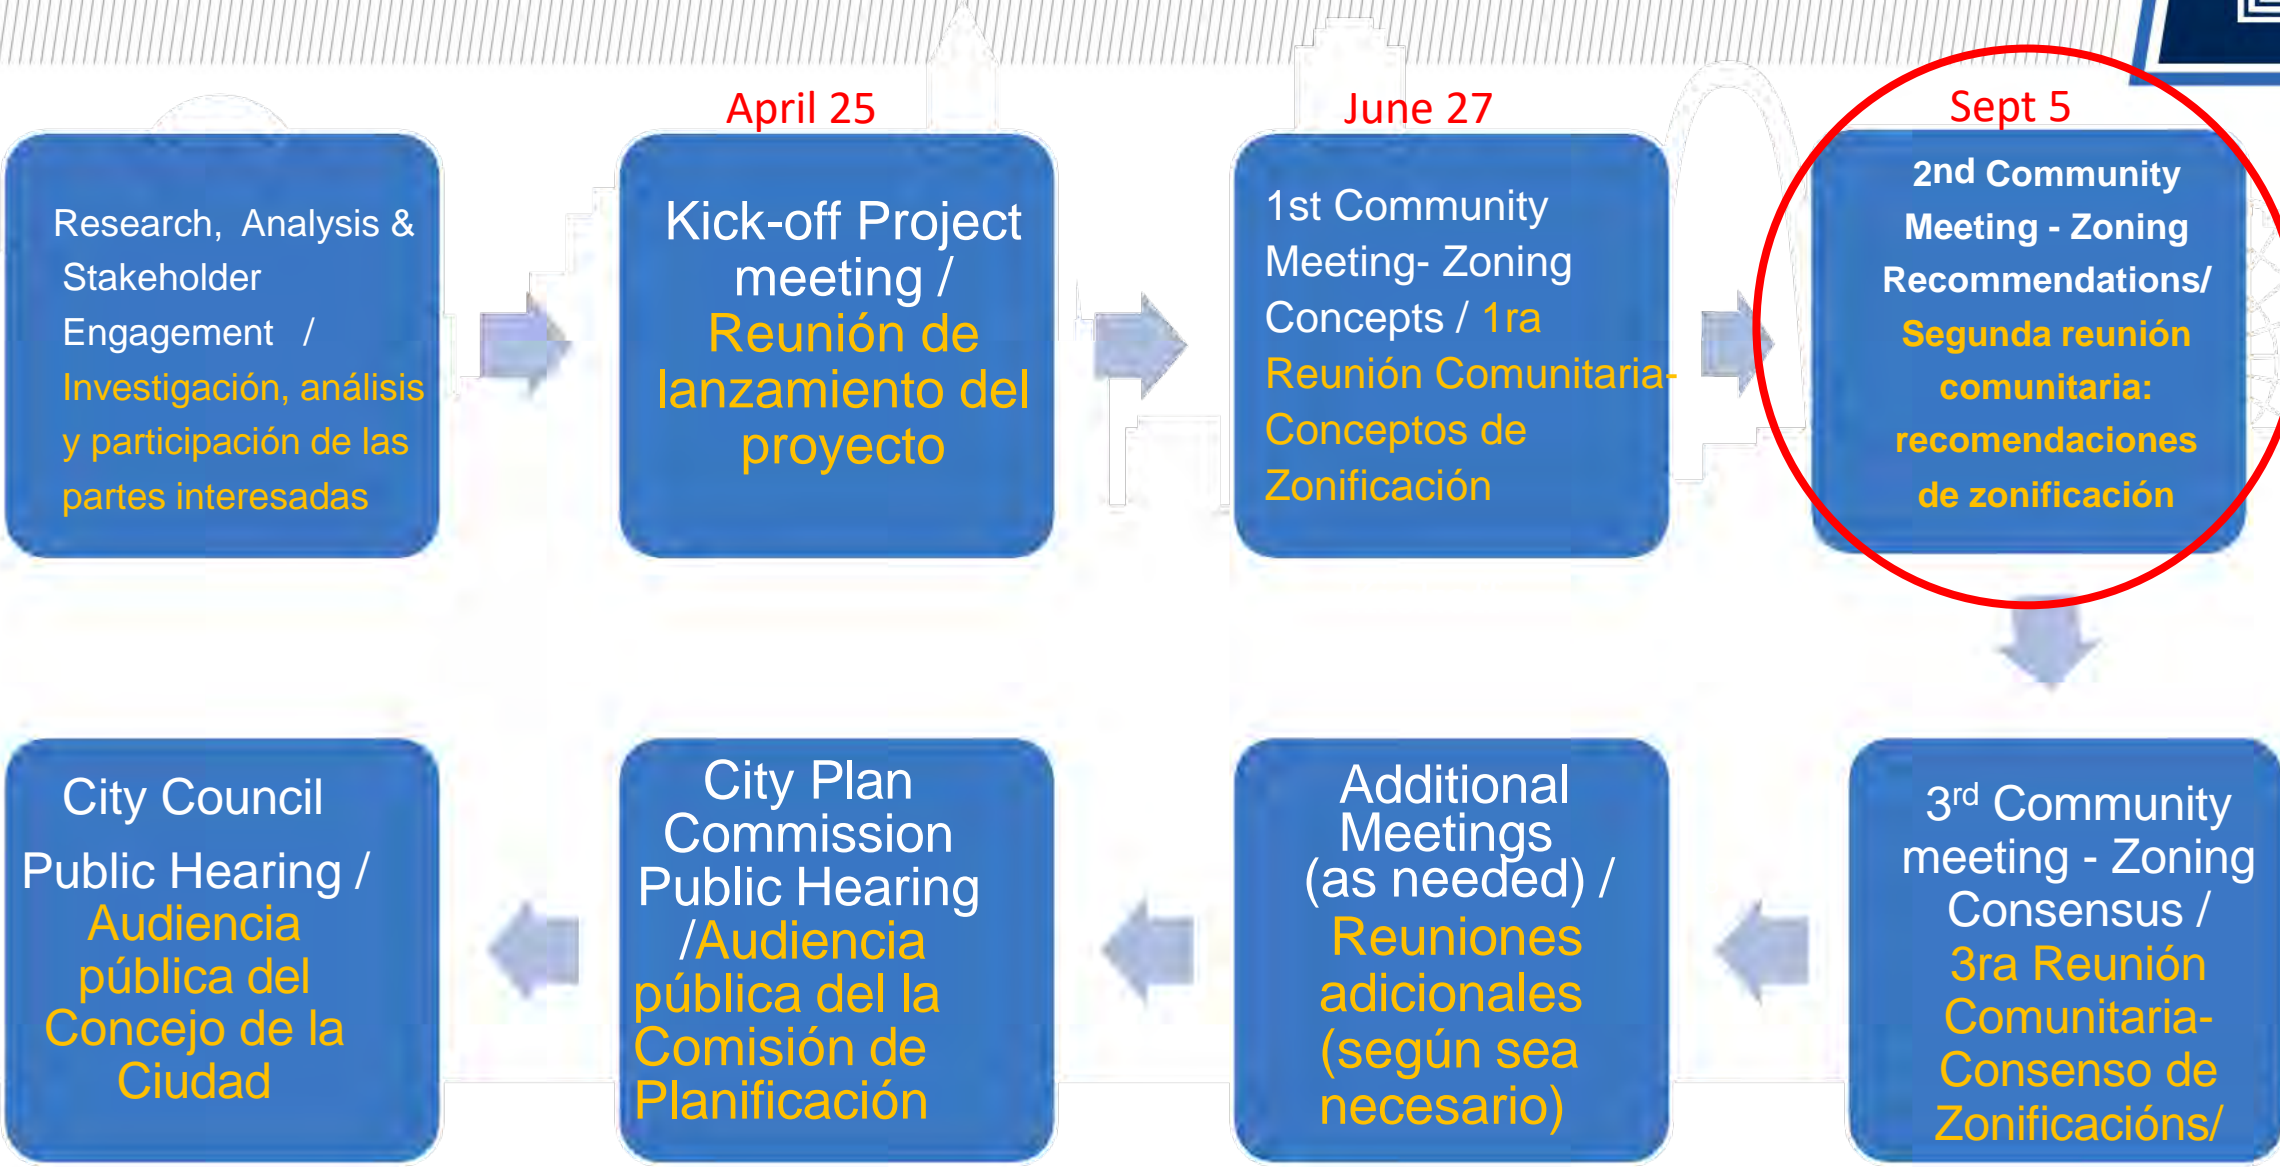 April 25
June 27
Sept 5
Research, Analysis &
Stakeholder
Engagement /
Investigación, análisis
y participación de las
partes interesadas
Kick-off Project
meeting /
Reunión de
lanzamiento del
proyecto
1st Community
Meeting- Zoning
Concepts / 1ra
Reunión Comunitaria-
Conceptos de
Zonificación
2nd Community
Meeting - Zoning
Recommendations/
Segunda reunión
comunitaria:
recomendaciones
de zonificación
3rd Community
meeting - Zoning
Consensus /
3ra Reunión
Comunitaria-
Consenso de
Zonificacións/
Additional
Meetings
(as needed) /
Reuniones
adicionales
(según sea
necesario)
City Plan
Commission
Public Hearing
/Audiencia
pública del la
Comisión de
Planificación
City Council
Public Hearing /
Audiencia
pública del
Concejo de la
Ciudad